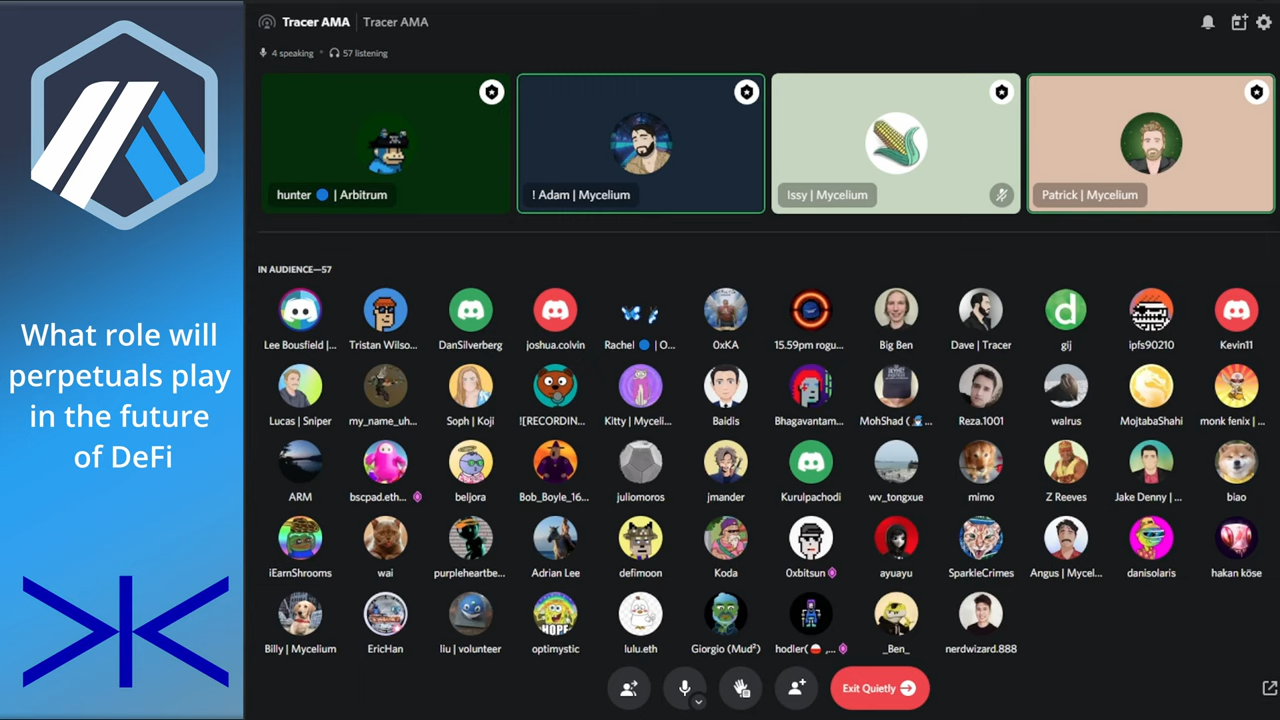 Tracer AMA Tracer AMA
4 speaking 57 listening
hunter | Arbitrum
! Adam | Mycelium
Issy | Mycelium
Patrick | Mycelium
What role will
perpetuals play
in the future
of DeFi
IN AUDIENCE—57
Lee Bousfield |... Tristan Wilso... DanSilverberg joshua.colvin Rachel | O... 0xKA 15.59pm rogu... Big Ben Dave | Tracer gij ipfs90210 Kevin11
Lucas | Sniper my_name_uh... Soph | Koji ![RECORDIN... Kitty | Myceli... Baidis Bhagavantam... MohShad ( ... Reza.1001 walrus MojtabaShahi monk fenix | ...
ARM bscpad.eth... beljora Bob_Boyle_16... juliomoros jmander Kurulpachodi wv_tongxue mimo Z Reeves Jake Denny | ... biao
iEarnShrooms wai purpleheartbe... Adrian Lee defimoon Koda 0xbitsun ayuayu SparkleCrimes Angus | Mycel... danisolaris hakan köse
HOPE
Billy | Mycelium EricHan liu | volunteer optimystic lulu.eth Giorgio (Mud²) hodler( ,... _Ben_ nerdwizard.888
Exit Quietly